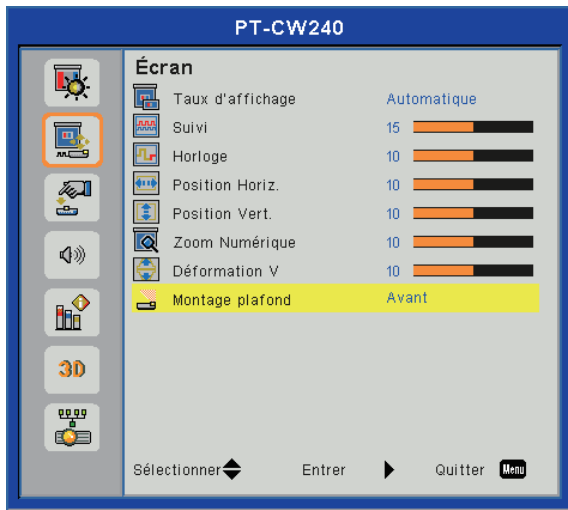 PT-CW240
Écran
Taux d'affichage Automatique
Suivi 15
Horloge 10
Position Horiz. 10
Position Vert. 10
Zoom Numérique 10
Déformation V 10
Montage plafond Avant
3D
Sélectionner Entrer Quitter Menu